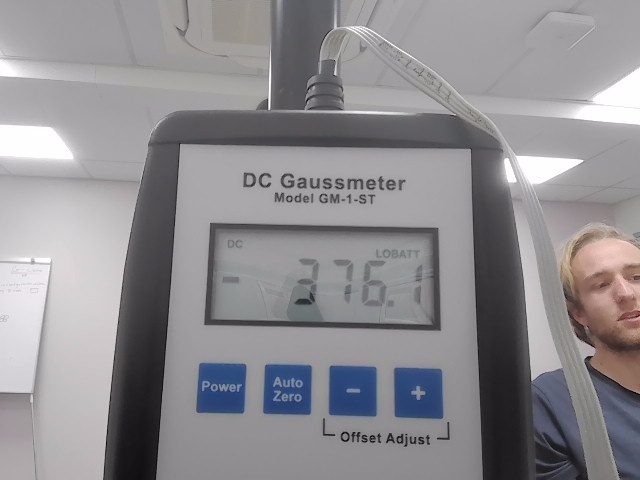 DC Gaussmeter
Model GM-1-ST
DC
LOBATT
- 376.1
Power
Auto
Zero
-
+
Offset Adjust